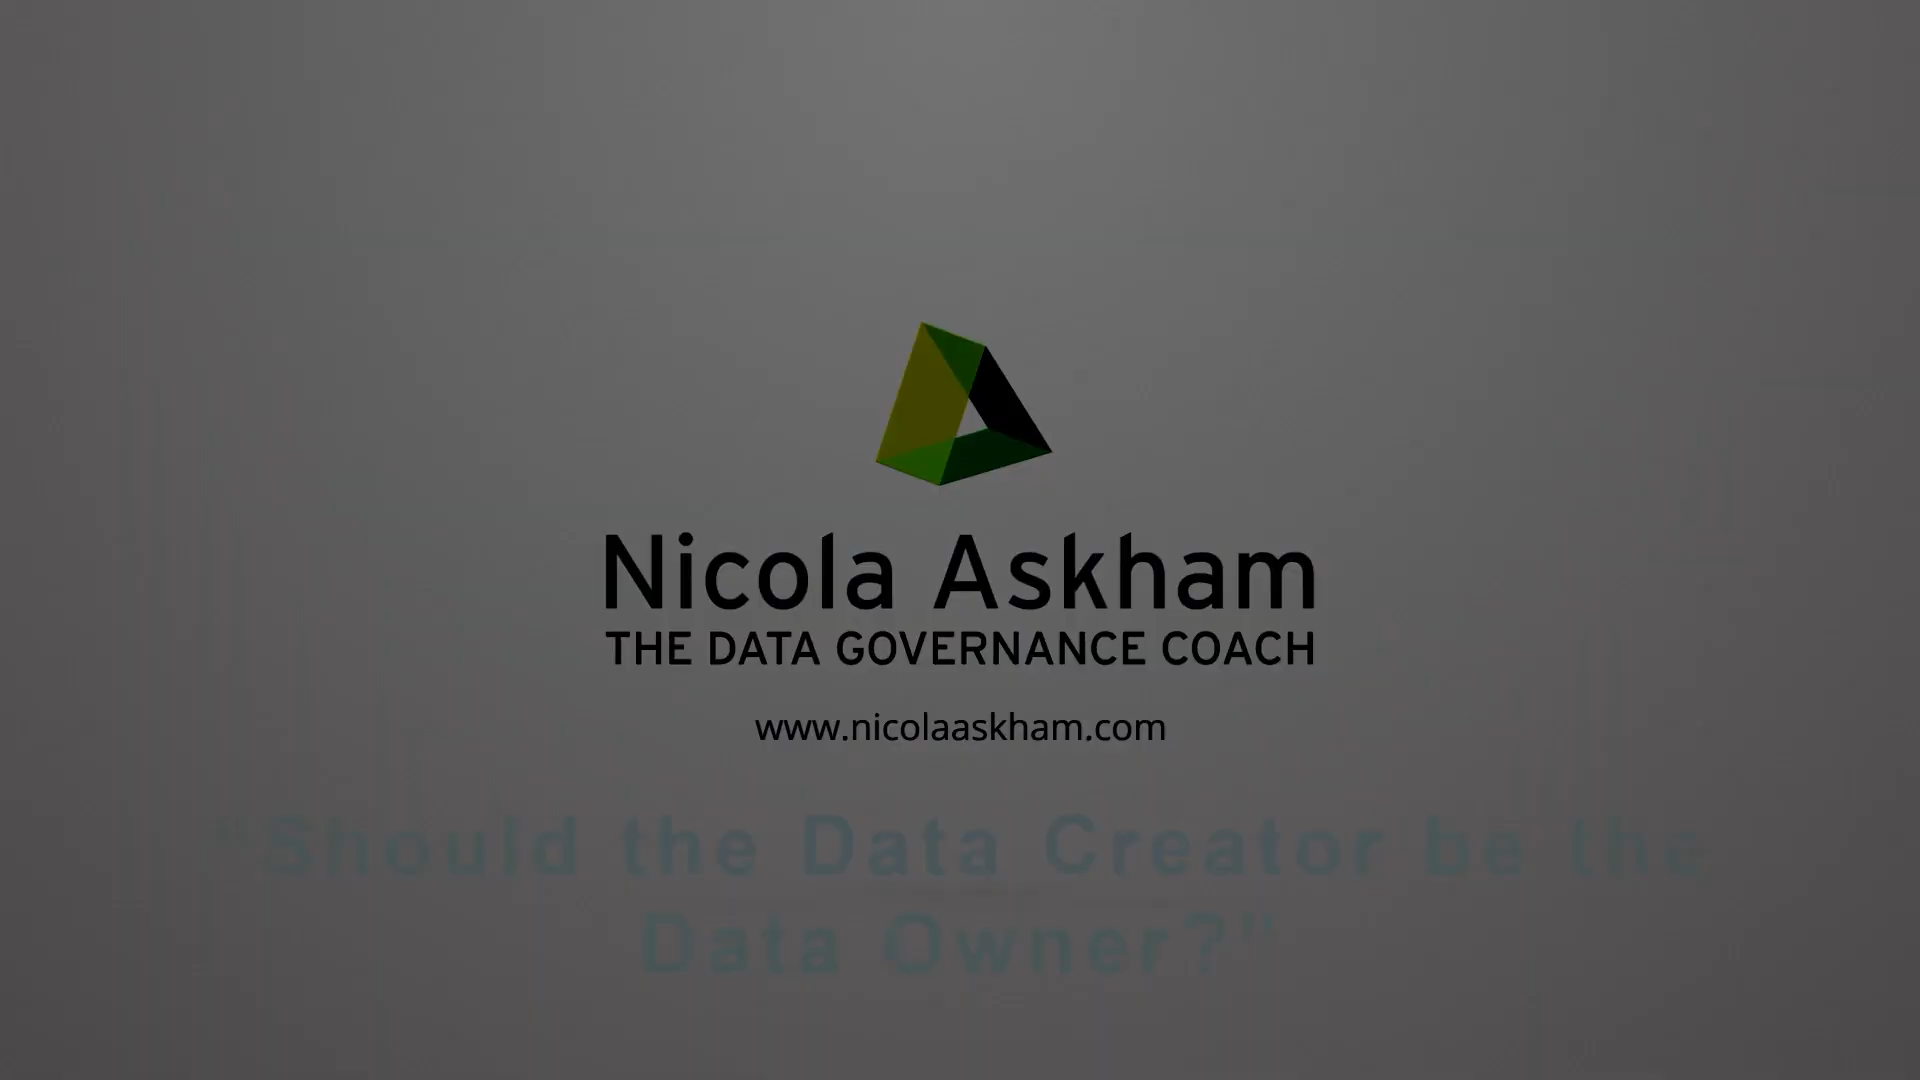 Nicola Askham
THE DATA GOVERNANCE COACH
www.nicolaaskham.com
"Should the Data Creator be the
Data Owner?"